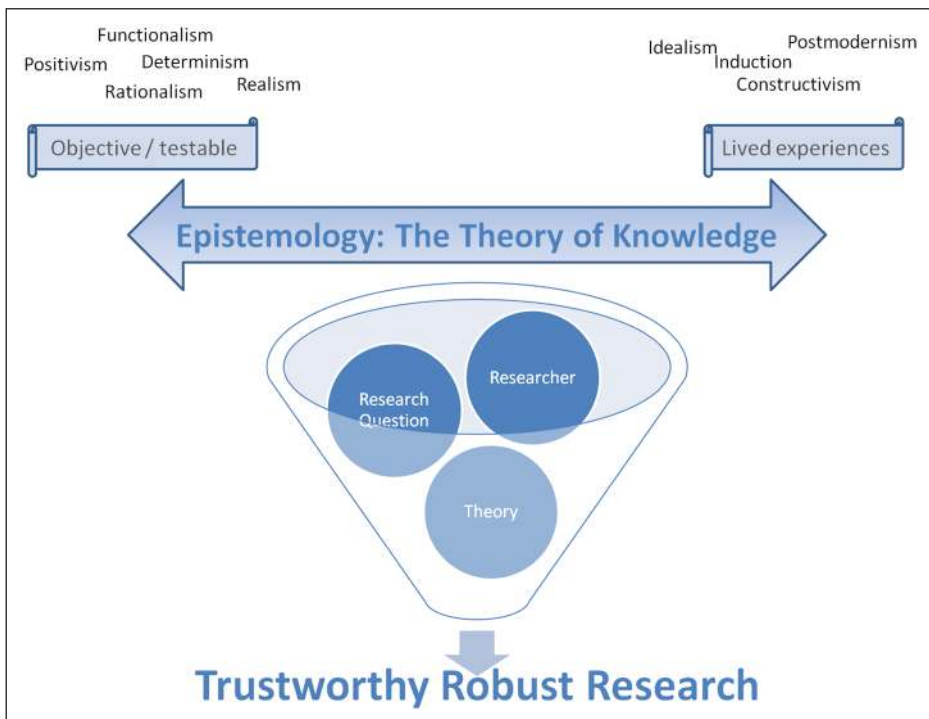 Functionalism
Positivism
Determinism
Rationalism
Realism
Idealism
Postmodernism
Induction
Constructivism
Objective / testable
Lived experiences
Epistemology: The Theory of Knowledge
Researcher
Research
Question
Theory
Trustworthy Robust Research